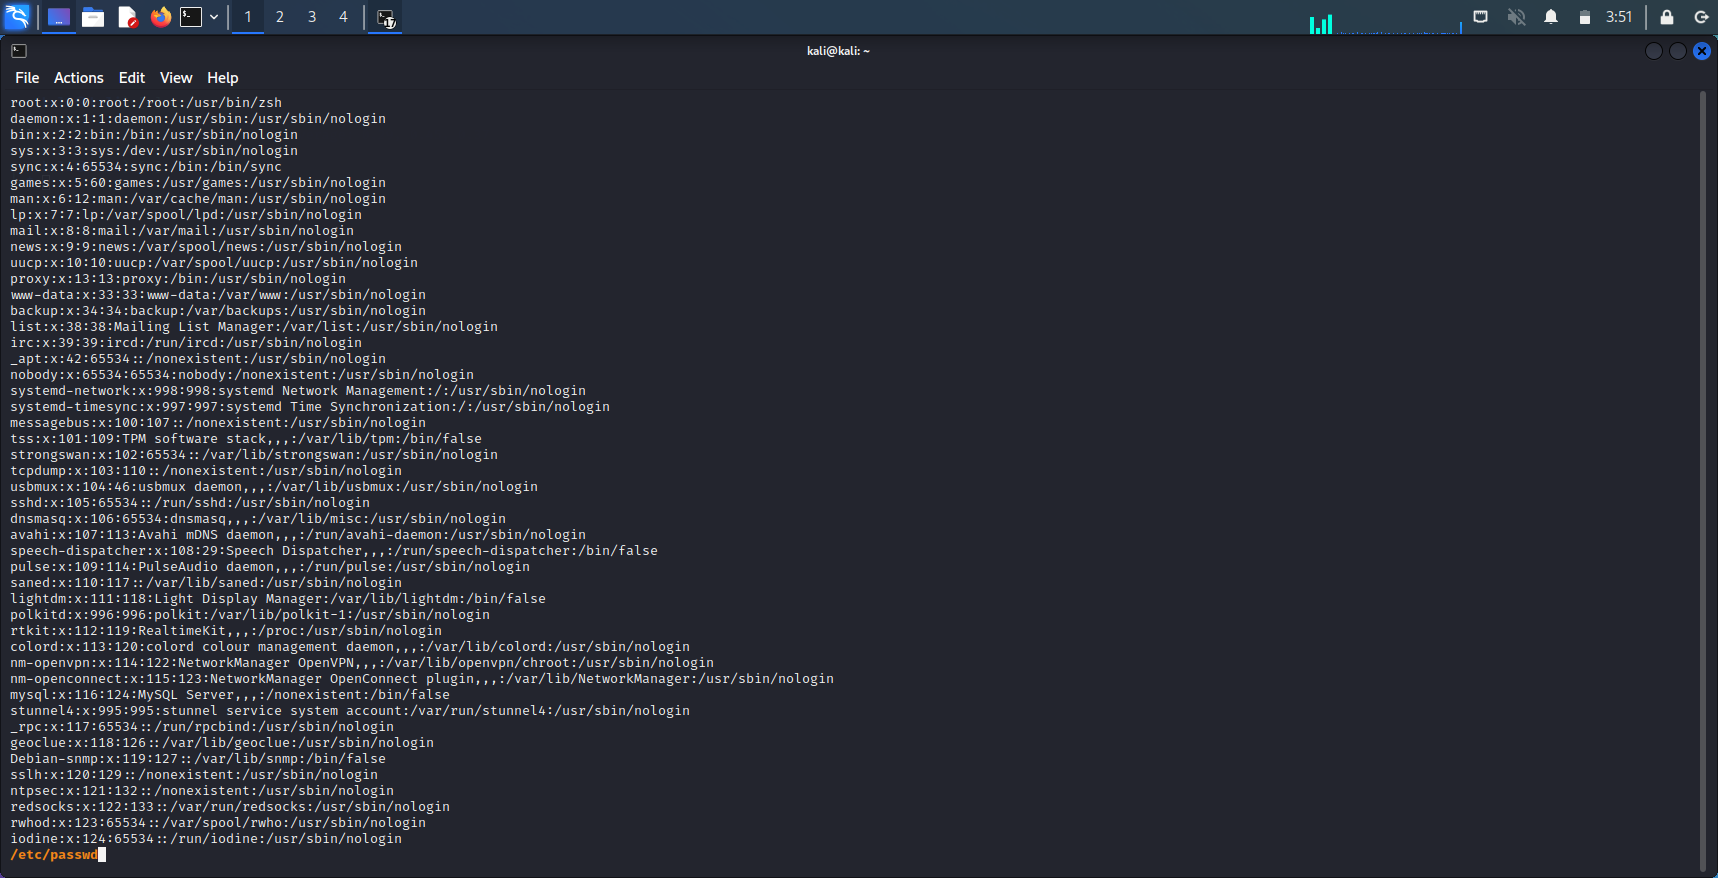 1 2 3 4 17 3:51
kali@kali: ~
File Actions Edit View Help
root:x:0:0:root:/root:/usr/bin/zsh
daemon:x:1:1:daemon:/usr/sbin:/usr/sbin/nologin
bin:x:2:2:bin:/bin:/usr/sbin/nologin
sys:x:3:3:sys:/dev:/usr/sbin/nologin
sync:x:4:65534:sync:/bin:/bin/sync
games:x:5:60:games:/usr/games:/usr/sbin/nologin
man:x:6:12:man:/var/cache/man:/usr/sbin/nologin
lp:x:7:7:lp:/var/spool/lpd:/usr/sbin/nologin
mail:x:8:8:mail:/var/mail:/usr/sbin/nologin
news:x:9:9:news:/var/spool/news:/usr/sbin/nologin
uucp:x:10:10:uucp:/var/spool/uucp:/usr/sbin/nologin
proxy:x:13:13:proxy:/bin:/usr/sbin/nologin
www-data:x:33:33:www-data:/var/www:/usr/sbin/nologin
backup:x:34:34:backup:/var/backups:/usr/sbin/nologin
list:x:38:38:Mailing List Manager:/var/list:/usr/sbin/nologin
irc:x:39:39:ircd:/run/ircd:/usr/sbin/nologin
_apt:x:42:65534::/nonexistent:/usr/sbin/nologin
nobody:x:65534:65534:nobody:/nonexistent:/usr/sbin/nologin
systemd-network:x:998:998:systemd Network Management:/:/usr/sbin/nologin
systemd-timesync:x:997:997:systemd Time Synchronization:/:/usr/sbin/nologin
messagebus:x:100:107::/nonexistent:/usr/sbin/nologin
tss:x:101:109:TPM software stack,,,:/var/lib/tpm:/bin/false
strongswan:x:102:65534::/var/lib/strongswan:/usr/sbin/nologin
tcpdump:x:103:110::/nonexistent:/usr/sbin/nologin
usbmux:x:104:46:usbmux daemon,,,:/var/lib/usbmux:/usr/sbin/nologin
sshd:x:105:65534::/run/sshd:/usr/sbin/nologin
dnsmasq:x:106:65534:dnsmasq,,,:/var/lib/misc:/usr/sbin/nologin
avahi:x:107:113:Avahi mDNS daemon,,,:/run/avahi-daemon:/usr/sbin/nologin
speech-dispatcher:x:108:29:Speech Dispatcher,,,:/run/speech-dispatcher:/bin/false
pulse:x:109:114:PulseAudio daemon,,,:/run/pulse:/usr/sbin/nologin
saned:x:110:117::/var/lib/saned:/usr/sbin/nologin
lightdm:x:111:118:Light Display Manager:/var/lib/lightdm:/bin/false
polkitd:x:996:996:polkit:/var/lib/polkit-1:/usr/sbin/nologin
rtkit:x:112:119:RealtimeKit,,,:/proc:/usr/sbin/nologin
colord:x:113:120:colord colour management daemon,,,:/var/lib/colord:/usr/sbin/nologin
nm-openvpn:x:114:122:NetworkManager OpenVPN,,,:/var/lib/openvpn/chroot:/usr/sbin/nologin
nm-openconnect:x:115:123:NetworkManager OpenConnect plugin,,,:/var/lib/NetworkManager:/usr/sbin/nologin
mysql:x:116:124:MySQL Server,,,:/nonexistent:/bin/false
stunnel4:x:995:995:stunnel service system account:/var/run/stunnel4:/usr/sbin/nologin
_rpc:x:117:65534::/run/rpcbind:/usr/sbin/nologin
geoclue:x:118:126::/var/lib/geoclue:/usr/sbin/nologin
Debian-snmp:x:119:127::/var/lib/snmp:/bin/false
sslh:x:120:129::/nonexistent:/usr/sbin/nologin
ntpsec:x:121:132::/nonexistent:/usr/sbin/nologin
redsocks:x:122:133::/var/run/redsocks:/usr/sbin/nologin
rwhod:x:123:65534::/var/spool/rwho:/usr/sbin/nologin
iodine:x:124:65534::/run/iodine:/usr/sbin/nologin
/etc/passwd